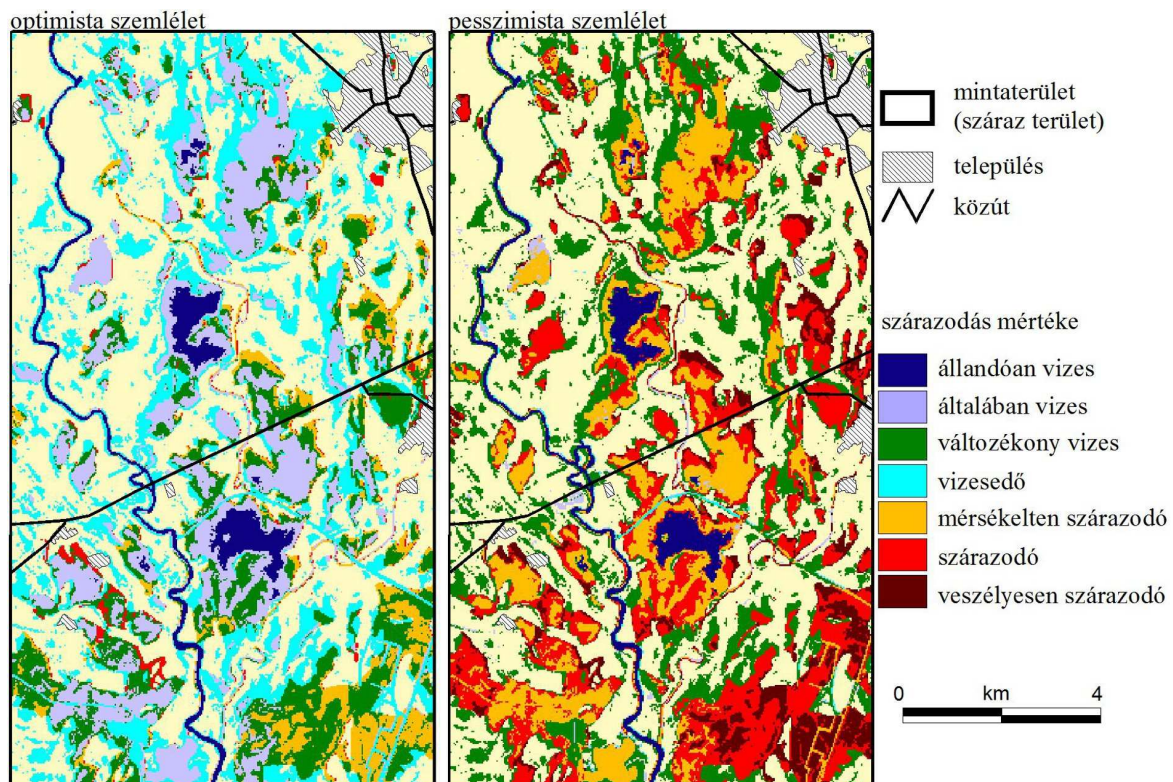 optimista szemlélet
pesszimista szemlélet
mintaterület
(száraz terület)
település
közút
szárazodás mértéke
állandóan vizes
általában vizes
változékony vizes
vizesedő
mérsékelten szárazodó
szárazodó
veszélyesen szárazodó
0 km 4